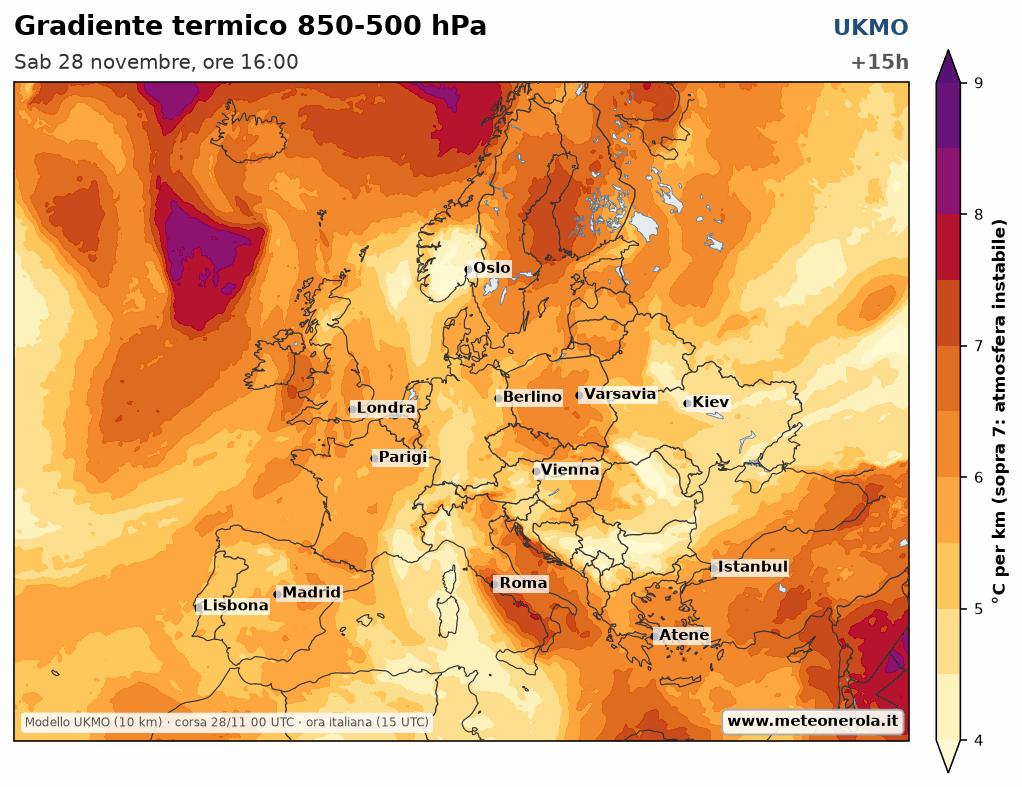 Gradiente termico 850-500 hPa
UKMO
Sab 28 novembre, ore 16:00
+15h
Oslo
Londra
Berlino
Varsavia
Kiev
Parigi
Vienna
Istanbul
Roma
Madrid
Lisbona
Atene
Modello UKMO (10 km) · corsa 28/11 00 UTC · ora italiana (15 UTC)
www.meteonerola.it
9
8
7
6
5
4
°C per km (sopra 7: atmosfera instabile)